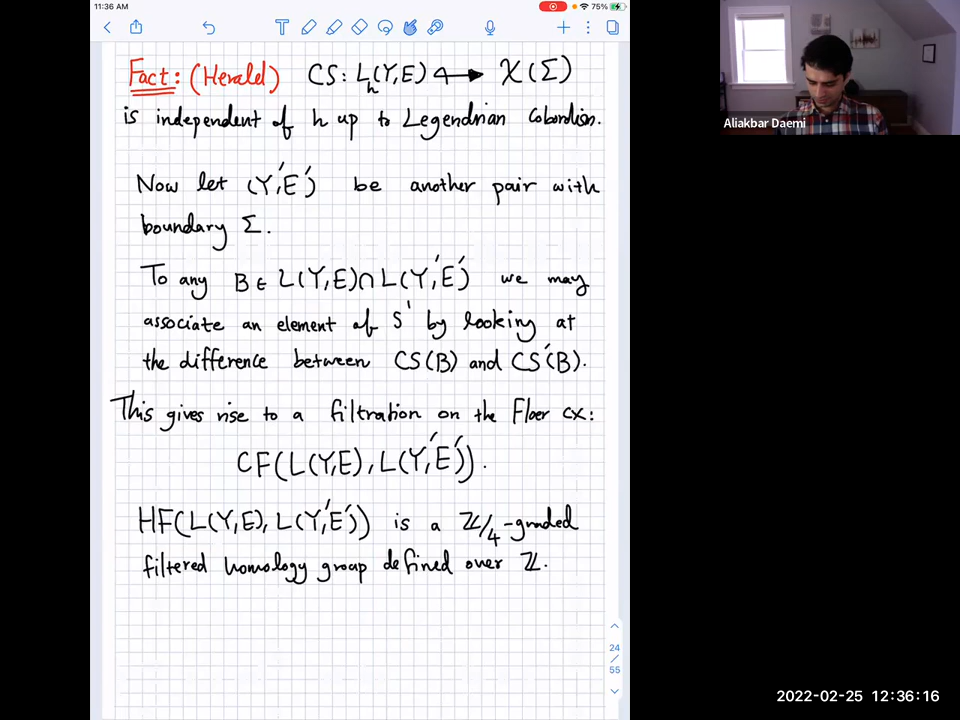 11:36 AM
75%
Fact: (Herald) CS: Lₕ(Y,E) ↔ χ(Σ)
is independent of h up to Legendrian Cobordism.
Now let (Y',E') be another pair with
boundary Σ.
To any B ∈ L(Y,E)∩L(Y',E') we may
associate an element of S¹ by looking at
the difference between CS(B) and CS'(B).
This gives rise to a filtration on the Floer cx:
CF(L(Y,E), L(Y',E')).
HF(L(Y,E), L(Y',E')) is a ℤ/4-graded
filtered homology group defined over ℤ.
24
/
55
Aliakbar Daemi
2022-02-25 12:36:16